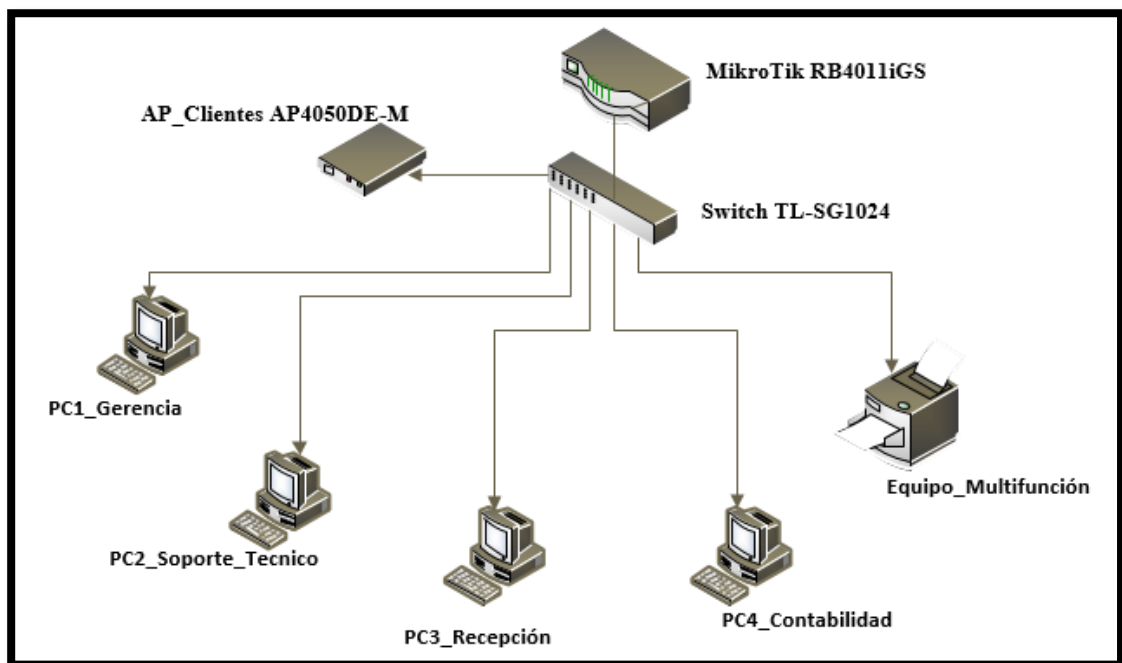 MikroTik RB4011iGS
AP_Clientes AP4050DE-M
Switch TL-SG1024
PC1_Gerencia
Equipo_Multifunción
PC2_Soporte_Tecnico
PC4_Contabilidad
PC3_Recepción